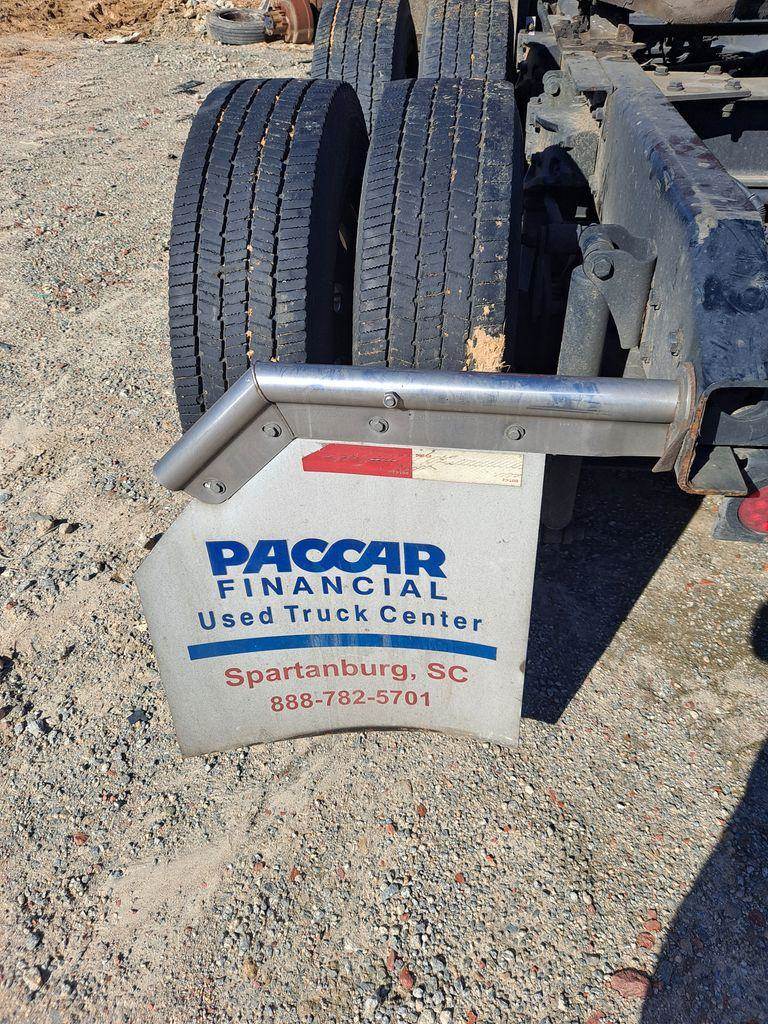 PACCAR
FINANCIAL
Used Truck Center
Spartanburg, SC
888-782-5701